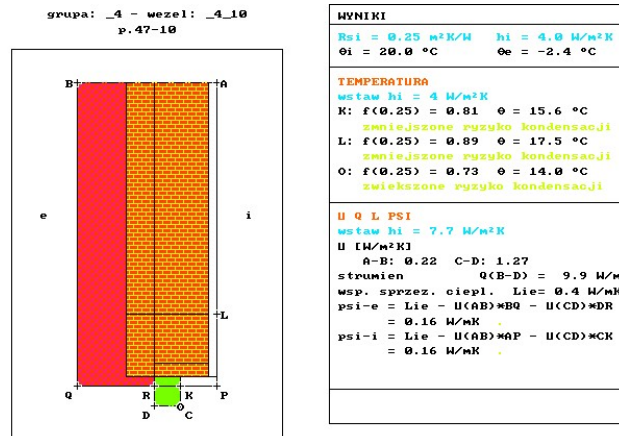 grupa: _4 - wezel: _4_10
p.47-10
B
A
e
i
L
Q
R
K
P
D
O
C
WYNIKI
Rsi = 0.25 m²K/W hi = 4.0 W/m²K
θi = 20.0 °C θe = -2.4 °C
TEMPERATURA
wstaw hi = 4 W/m²K
K: f(0.25) = 0.81 θ = 15.6 °C
zmniejszone ryzyko kondensacji
L: f(0.25) = 0.89 θ = 17.5 °C
zmniejszone ryzyko kondensacji
O: f(0.25) = 0.73 θ = 14.0 °C
zwiekszone ryzyko kondensacji
U Q L PSI
wstaw hi = 7.7 W/m²K
U [W/m²K]
A-B: 0.22 C-D: 1.27
strumien Q(B-D) = 9.9 W/m
wsp. sprzez. ciepl. Lie= 0.4 W/mK
psi-e = Lie - U(AB)*BQ - U(CD)*DR
= 0.16 W/mK .
psi-i = Lie - U(AB)*AP - U(CD)*CK
= 0.16 W/mK .